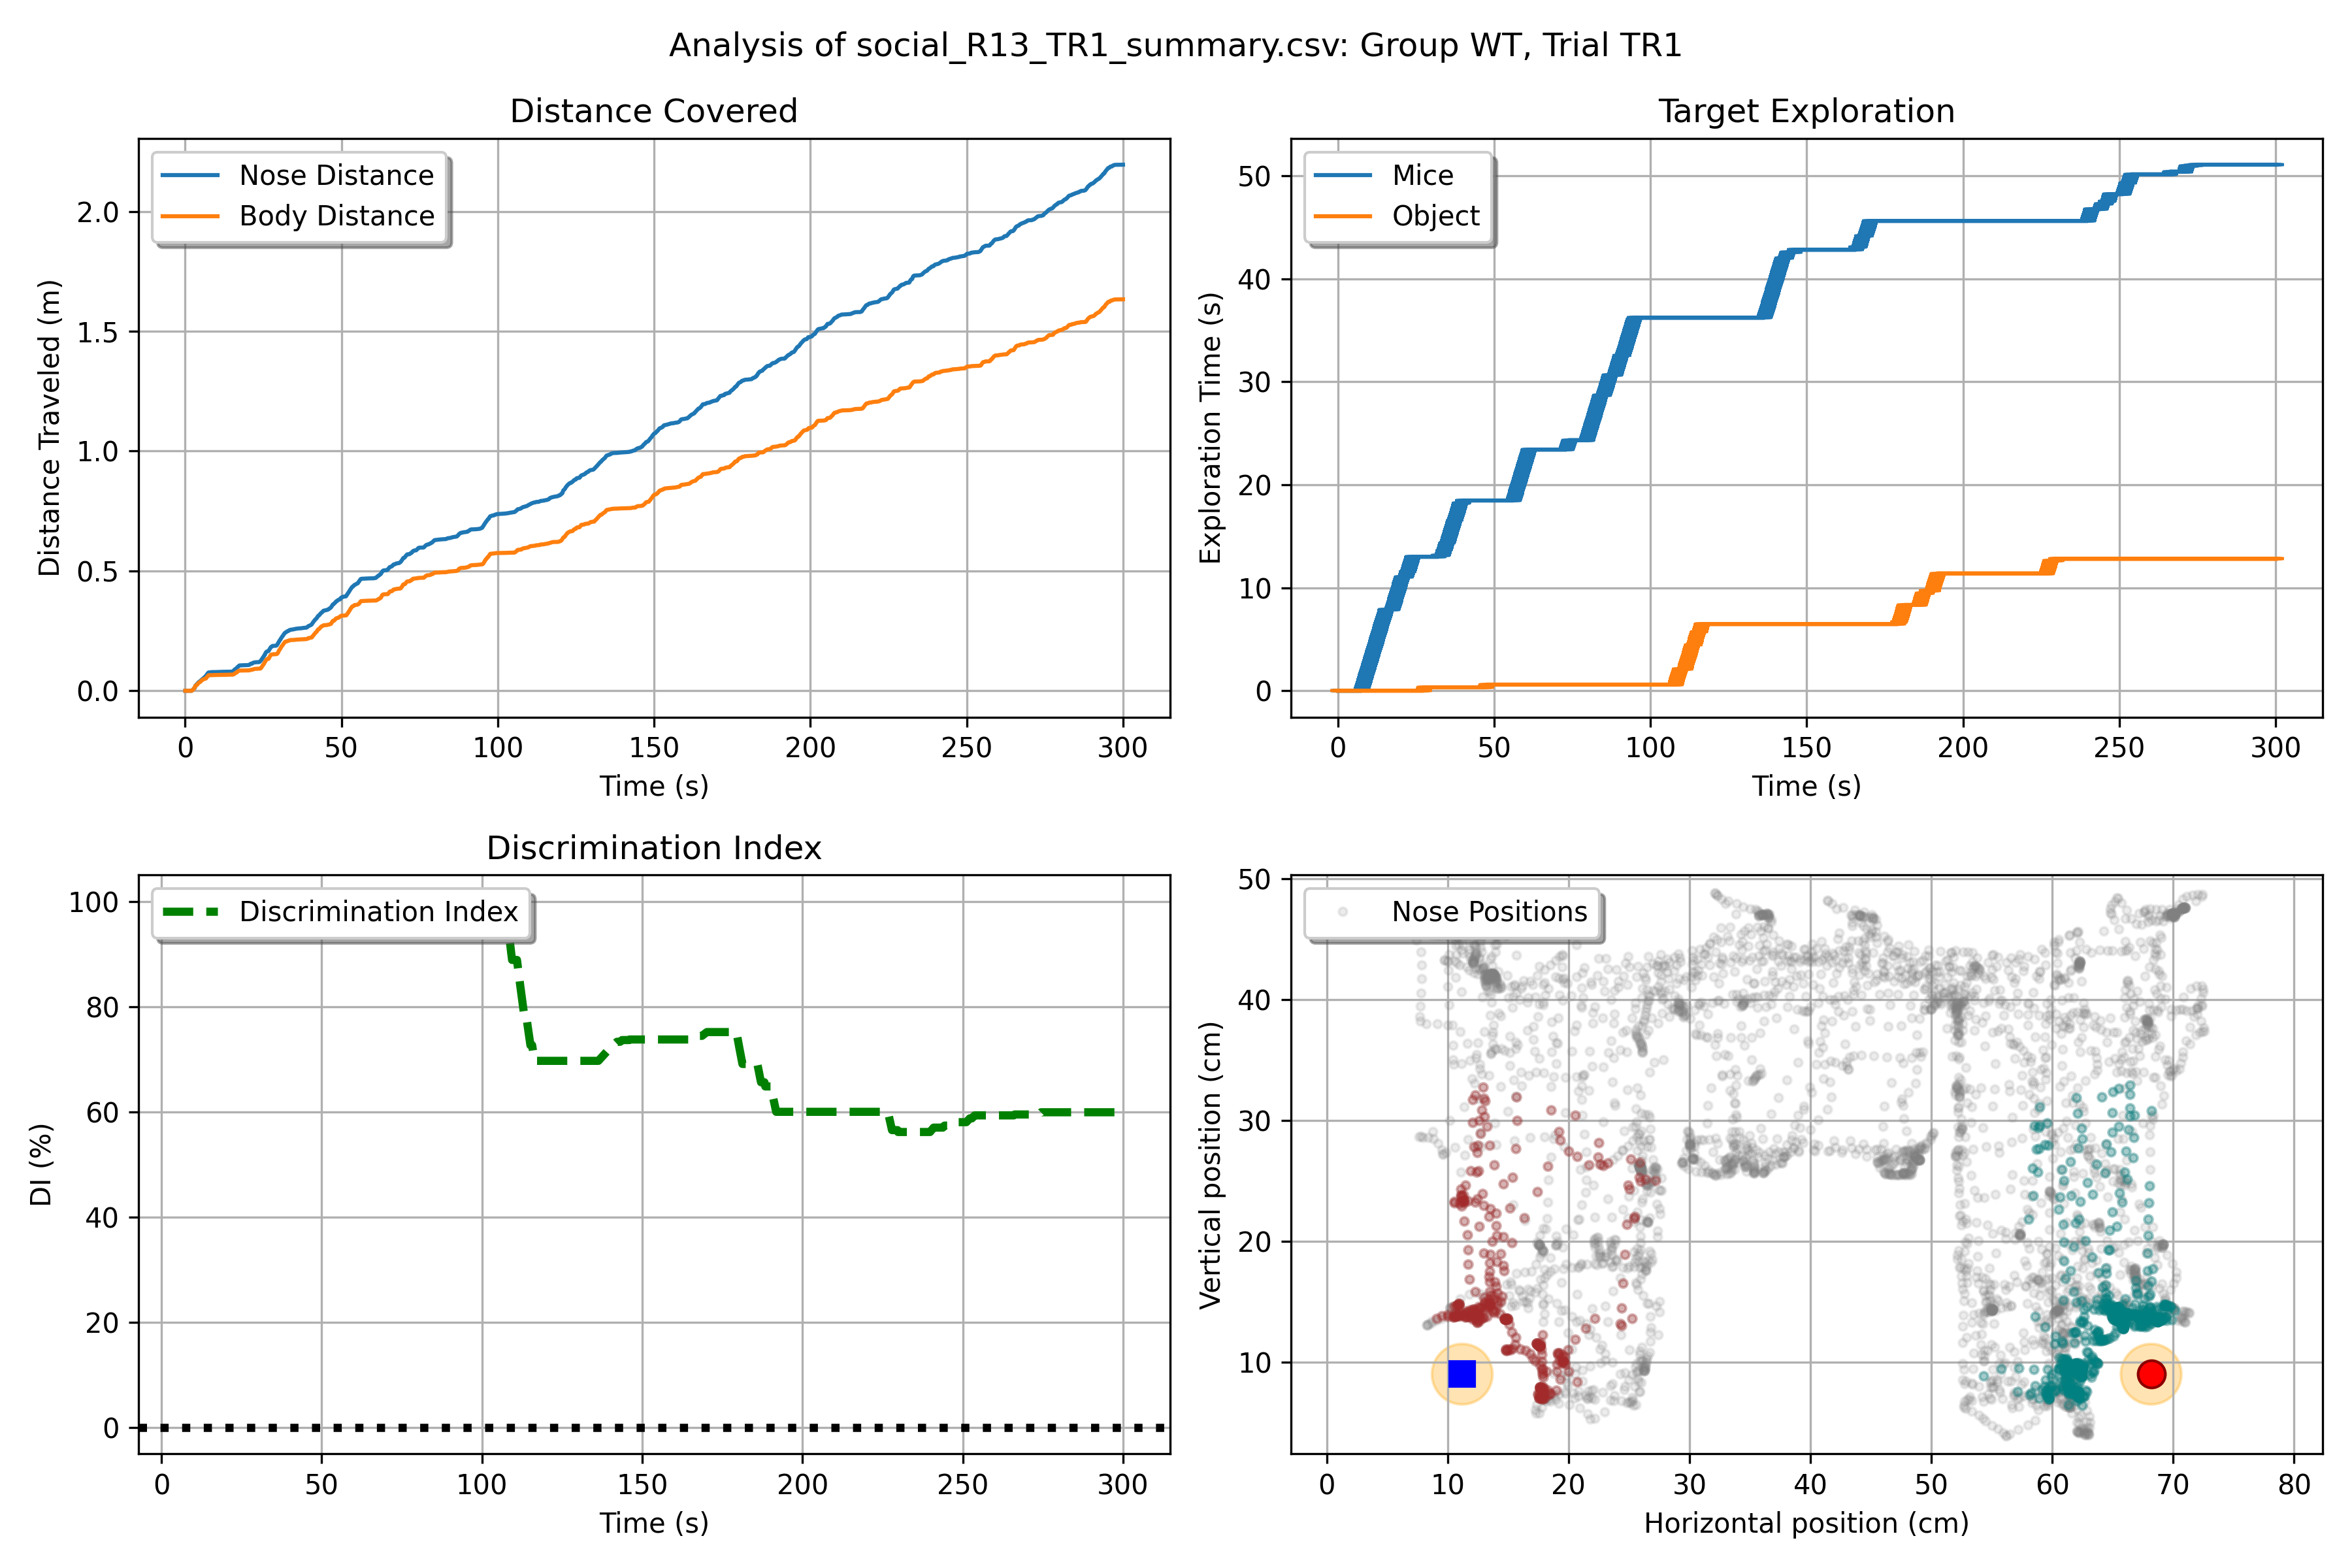 Analysis of social_R13_TR1_summary.csv: Group WT, Trial TR1
Distance Covered
Nose Distance
Body Distance
Distance Traveled (m)
2.0
1.5
1.0
0.5
0.0
0 50 100 150 200 250 300
Time (s)
Target Exploration
Mice
Object
Exploration Time (s)
50
40
30
20
10
0
0 50 100 150 200 250 300
Time (s)
Discrimination Index
Discrimination Index
DI (%)
100
80
60
40
20
0
0 50 100 150 200 250 300
Time (s)
Nose Positions
Vertical position (cm)
50
40
30
20
10
0 10 20 30 40 50 60 70 80
Horizontal position (cm)